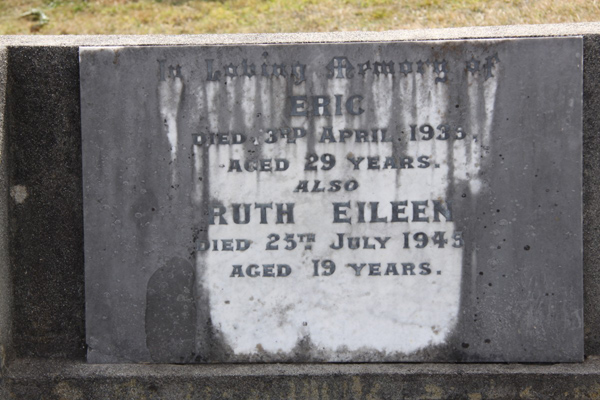 In Loving Memory of
ERIC
DIED 3RD APRIL 1935.
AGED 29 YEARS.
ALSO
RUTH EILEEN
DIED 25TH JULY 1945
AGED 19 YEARS.